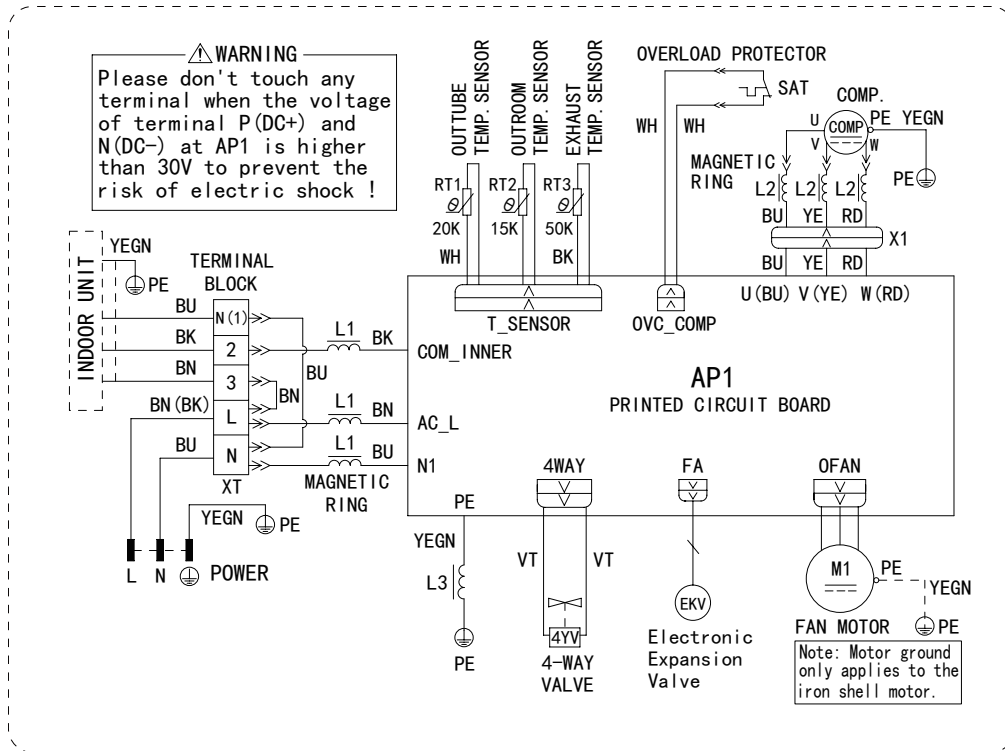 WARNING
Please don't touch any
terminal when the voltage
of terminal P(DC+) and
N(DC-) at AP1 is higher
than 30V to prevent the
risk of electric shock !
OUTTUBE
TEMP. SENSOR
OUTROOM
TEMP. SENSOR
EXHAUST
TEMP. SENSOR
RT1
θ
20K
WH
RT2
θ
15K
RT3
θ
50K
BK
T_SENSOR
OVERLOAD PROTECTOR
SAT
WH
WH
OVC_COMP
COMP.
U
V
W
COMP
PE
YEGN
PE
MAGNETIC
RING
L2
L2
L2
BU
YE
RD
X1
BU
YE
RD
U(BU)
V(YE)
W(RD)
INDOOR UNIT
YEGN
PE
TERMINAL
BLOCK
BU
N(1)
BK
2
L1
BK
COM_INNER
BN
3
BU
BN
BN(BK)
L
L1
BN
AC_L
BU
N
L1
BU
N1
XT
MAGNETIC
RING
YEGN
PE
L
N
POWER
AP1
PRINTED CIRCUIT BOARD
PE
YEGN
L3
PE
4WAY
VT
VT
4YV
4-WAY
VALVE
FA
EKV
Electronic
Expansion
Valve
OFAN
M1
PE
YEGN
PE
FAN MOTOR
Note: Motor ground
only applies to the
iron shell motor.